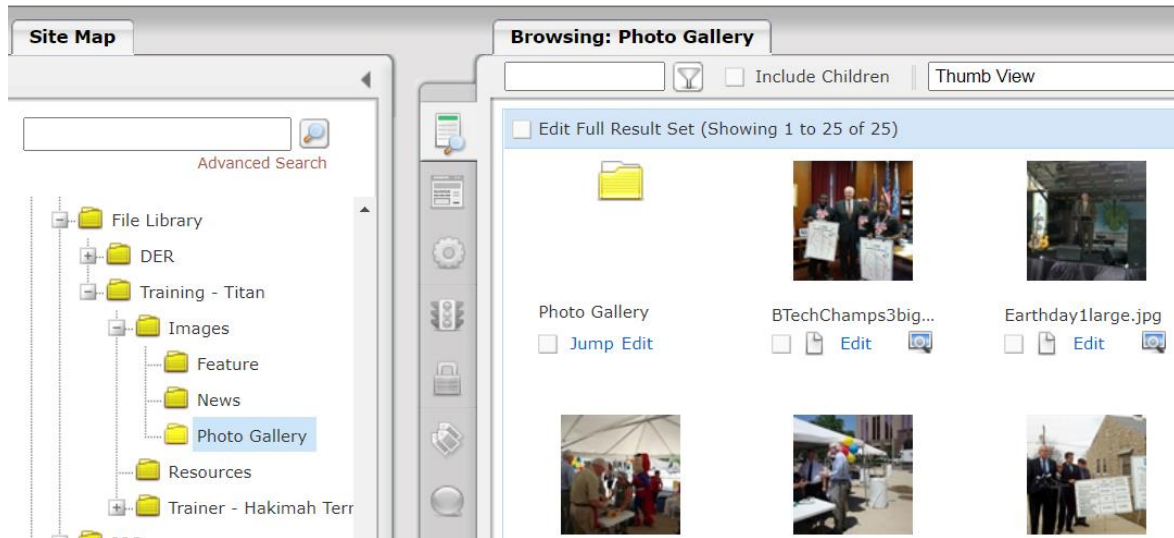 Site Map
Browsing: Photo Gallery
Include Children
Thumb View
Edit Full Result Set (Showing 1 to 25 of 25)
Advanced Search
File Library
DER
Training - Titan
Images
Feature
News
Photo Gallery
Resources
Trainer - Hakimah Terr
Photo Gallery
Jump Edit
BTechChamps3big...
Edit
Earthday1large.jpg
Edit